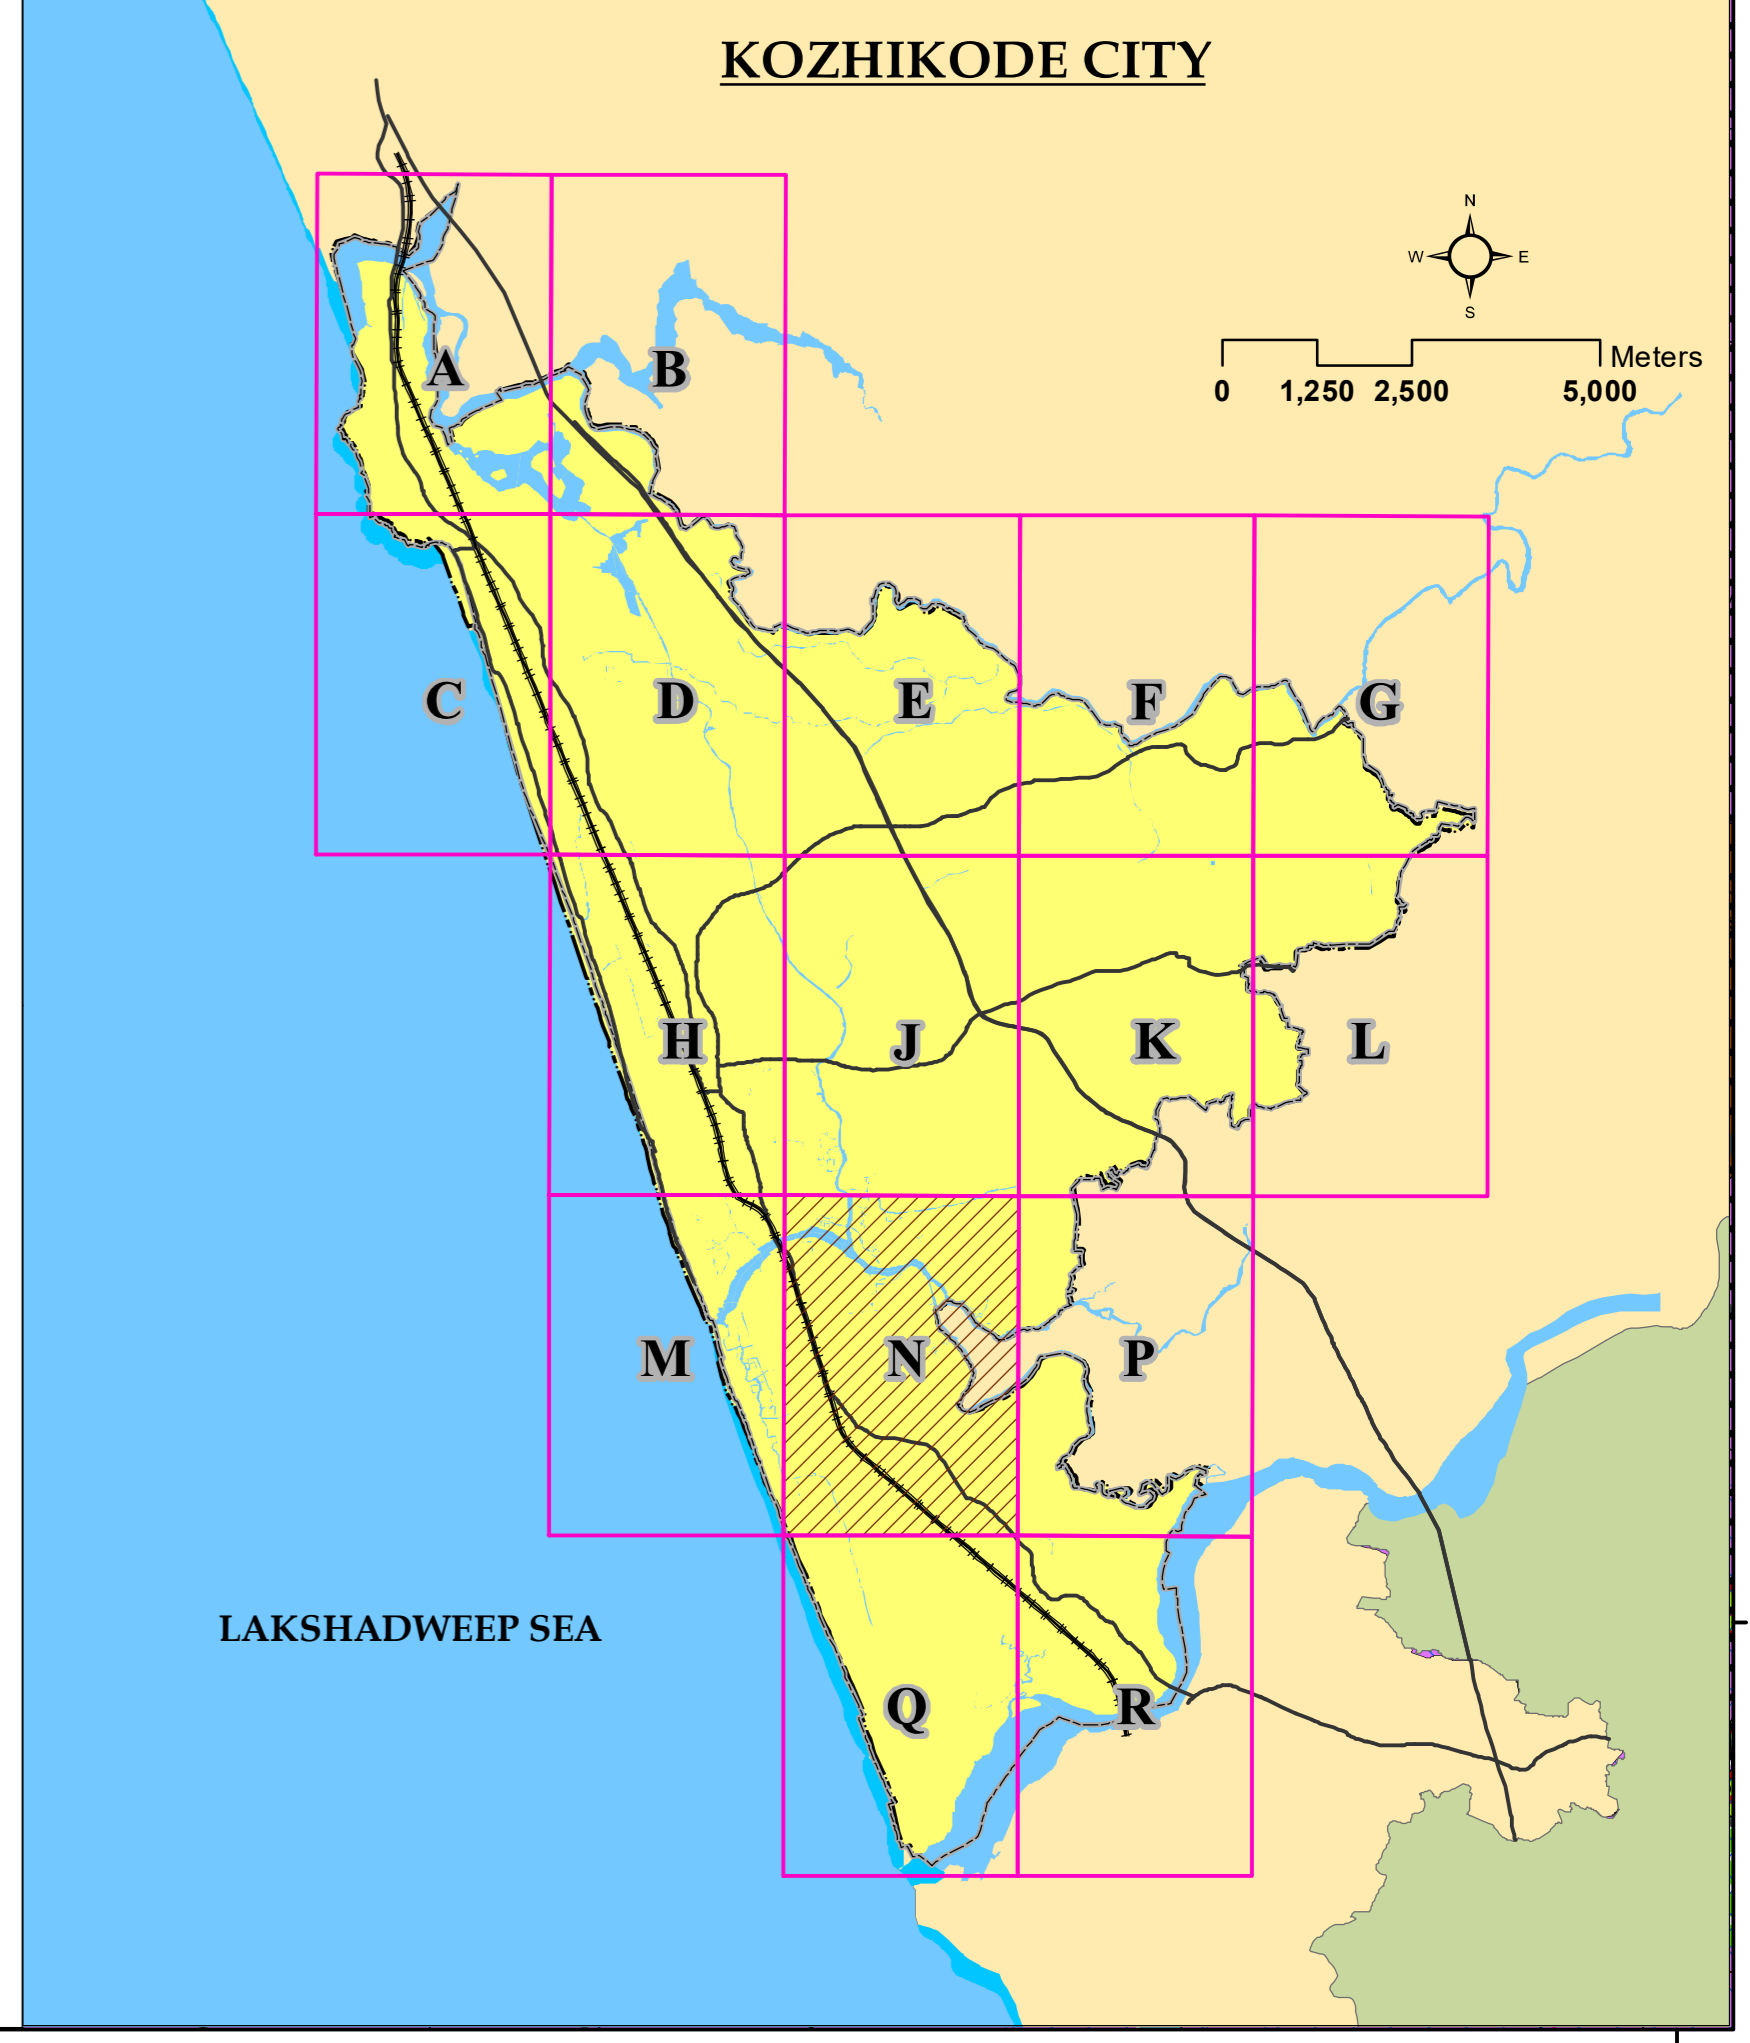 KOZHIKODE CITY
N
W E
S
Meters
0 1,250 2,500 5,000
A B
C D E F G
H J K L
M N P
LAKSHADWEEP SEA
Q R